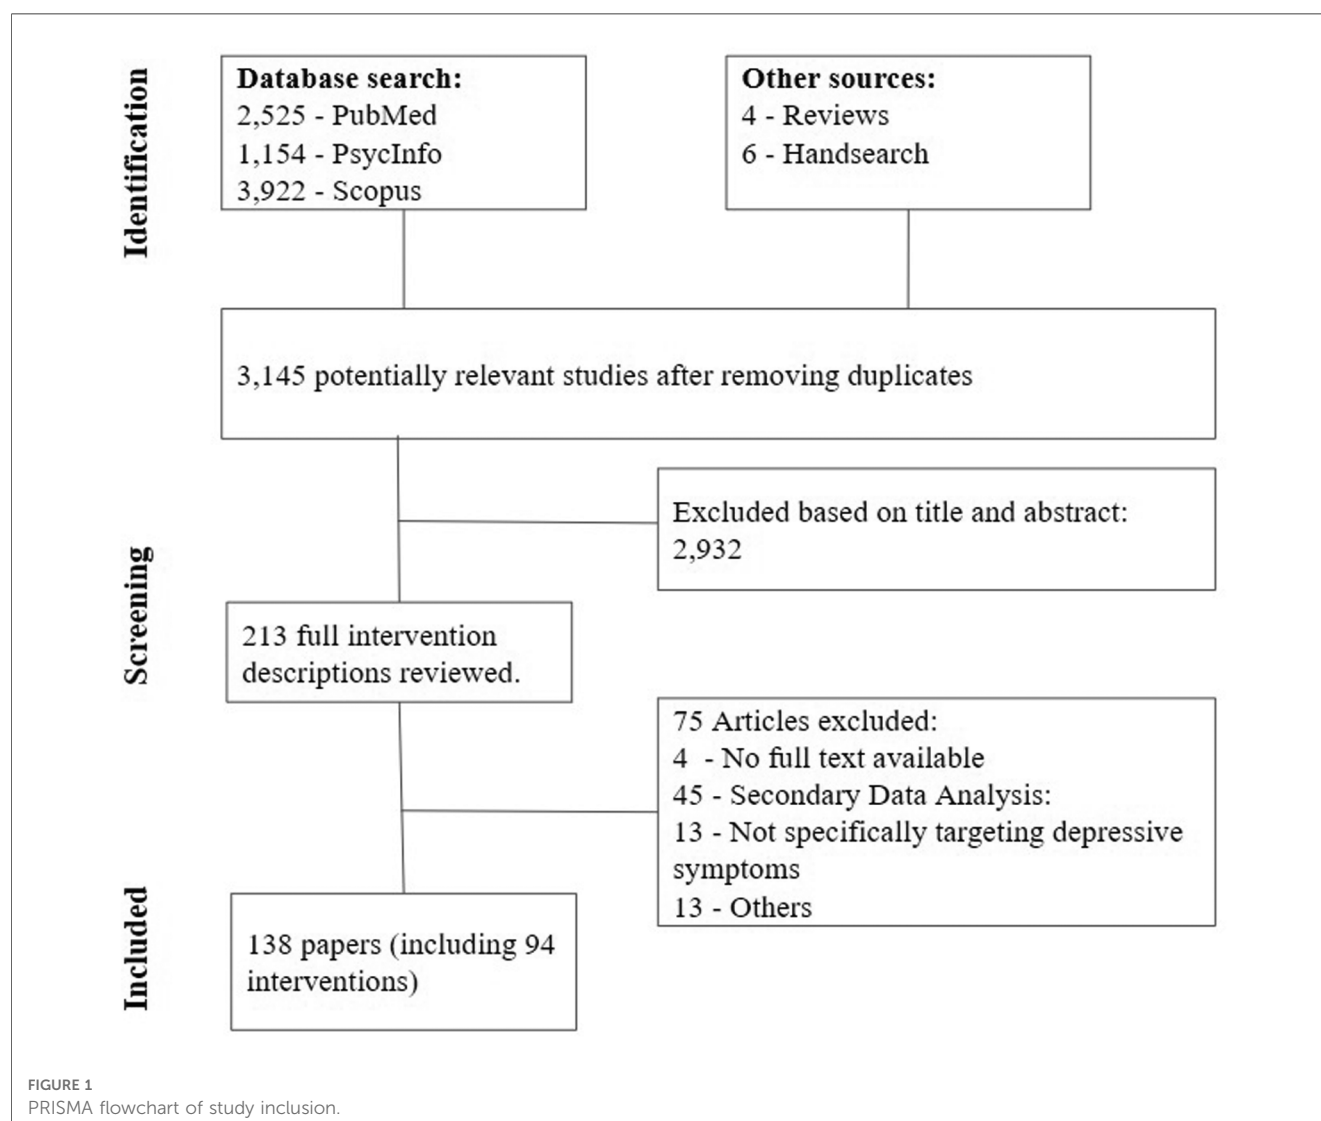 Identification
Database search:
2,525 - PubMed
1,154 - PsycInfo
3,922 - Scopus
Other sources:
4 - Reviews
6 - Handsearch
3,145 potentially relevant studies after removing duplicates
Screening
Excluded based on title and abstract:
2,932
213 full intervention
descriptions reviewed.
75 Articles excluded:
4 - No full text available
45 - Secondary Data Analysis:
13 - Not specifically targeting depressive
symptoms
13 - Others
Included
138 papers (including 94
interventions)
FIGURE 1
PRISMA flowchart of study inclusion.